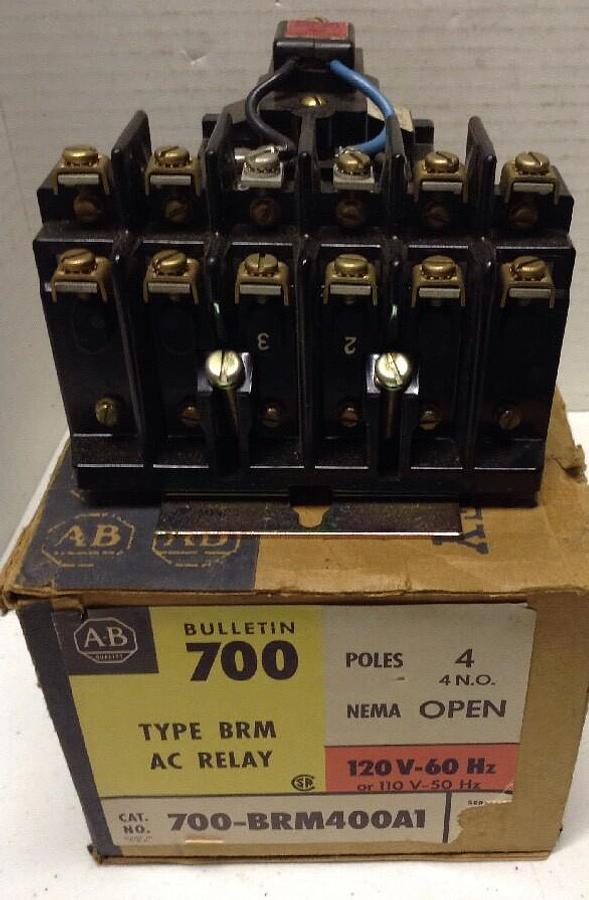 3 2
AB AB
A-B
QUALITY
BULLETIN
700
TYPE BRM
AC RELAY
POLES 4
4 N.O.
NEMA OPEN
120 V-60 Hz
or 110 V-50 Hz
CAT. NO. 700-BRM400A1
SER